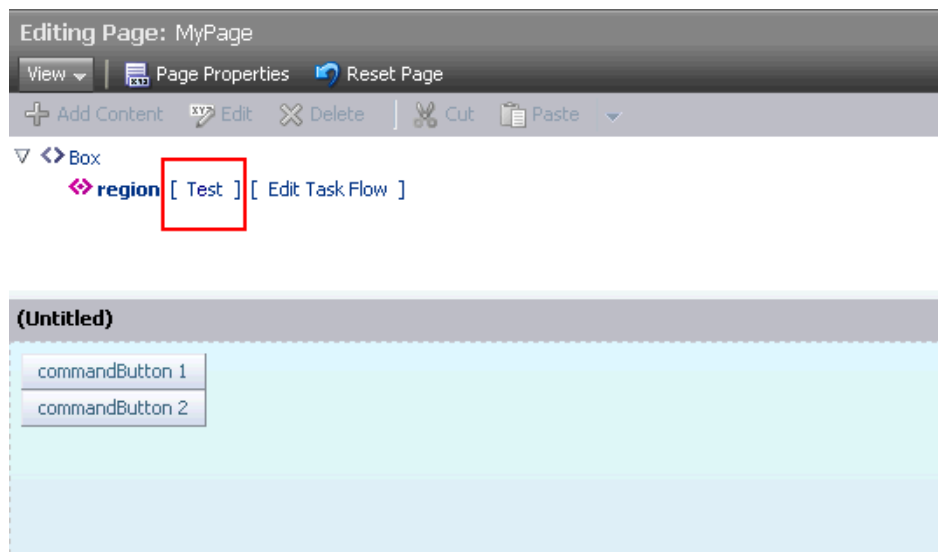 Editing Page: MyPage
View Page Properties Reset Page
Add Content Edit Delete Cut Paste
Box
region [ Test ] [ Edit Task Flow ]
(Untitled)
commandButton 1
commandButton 2